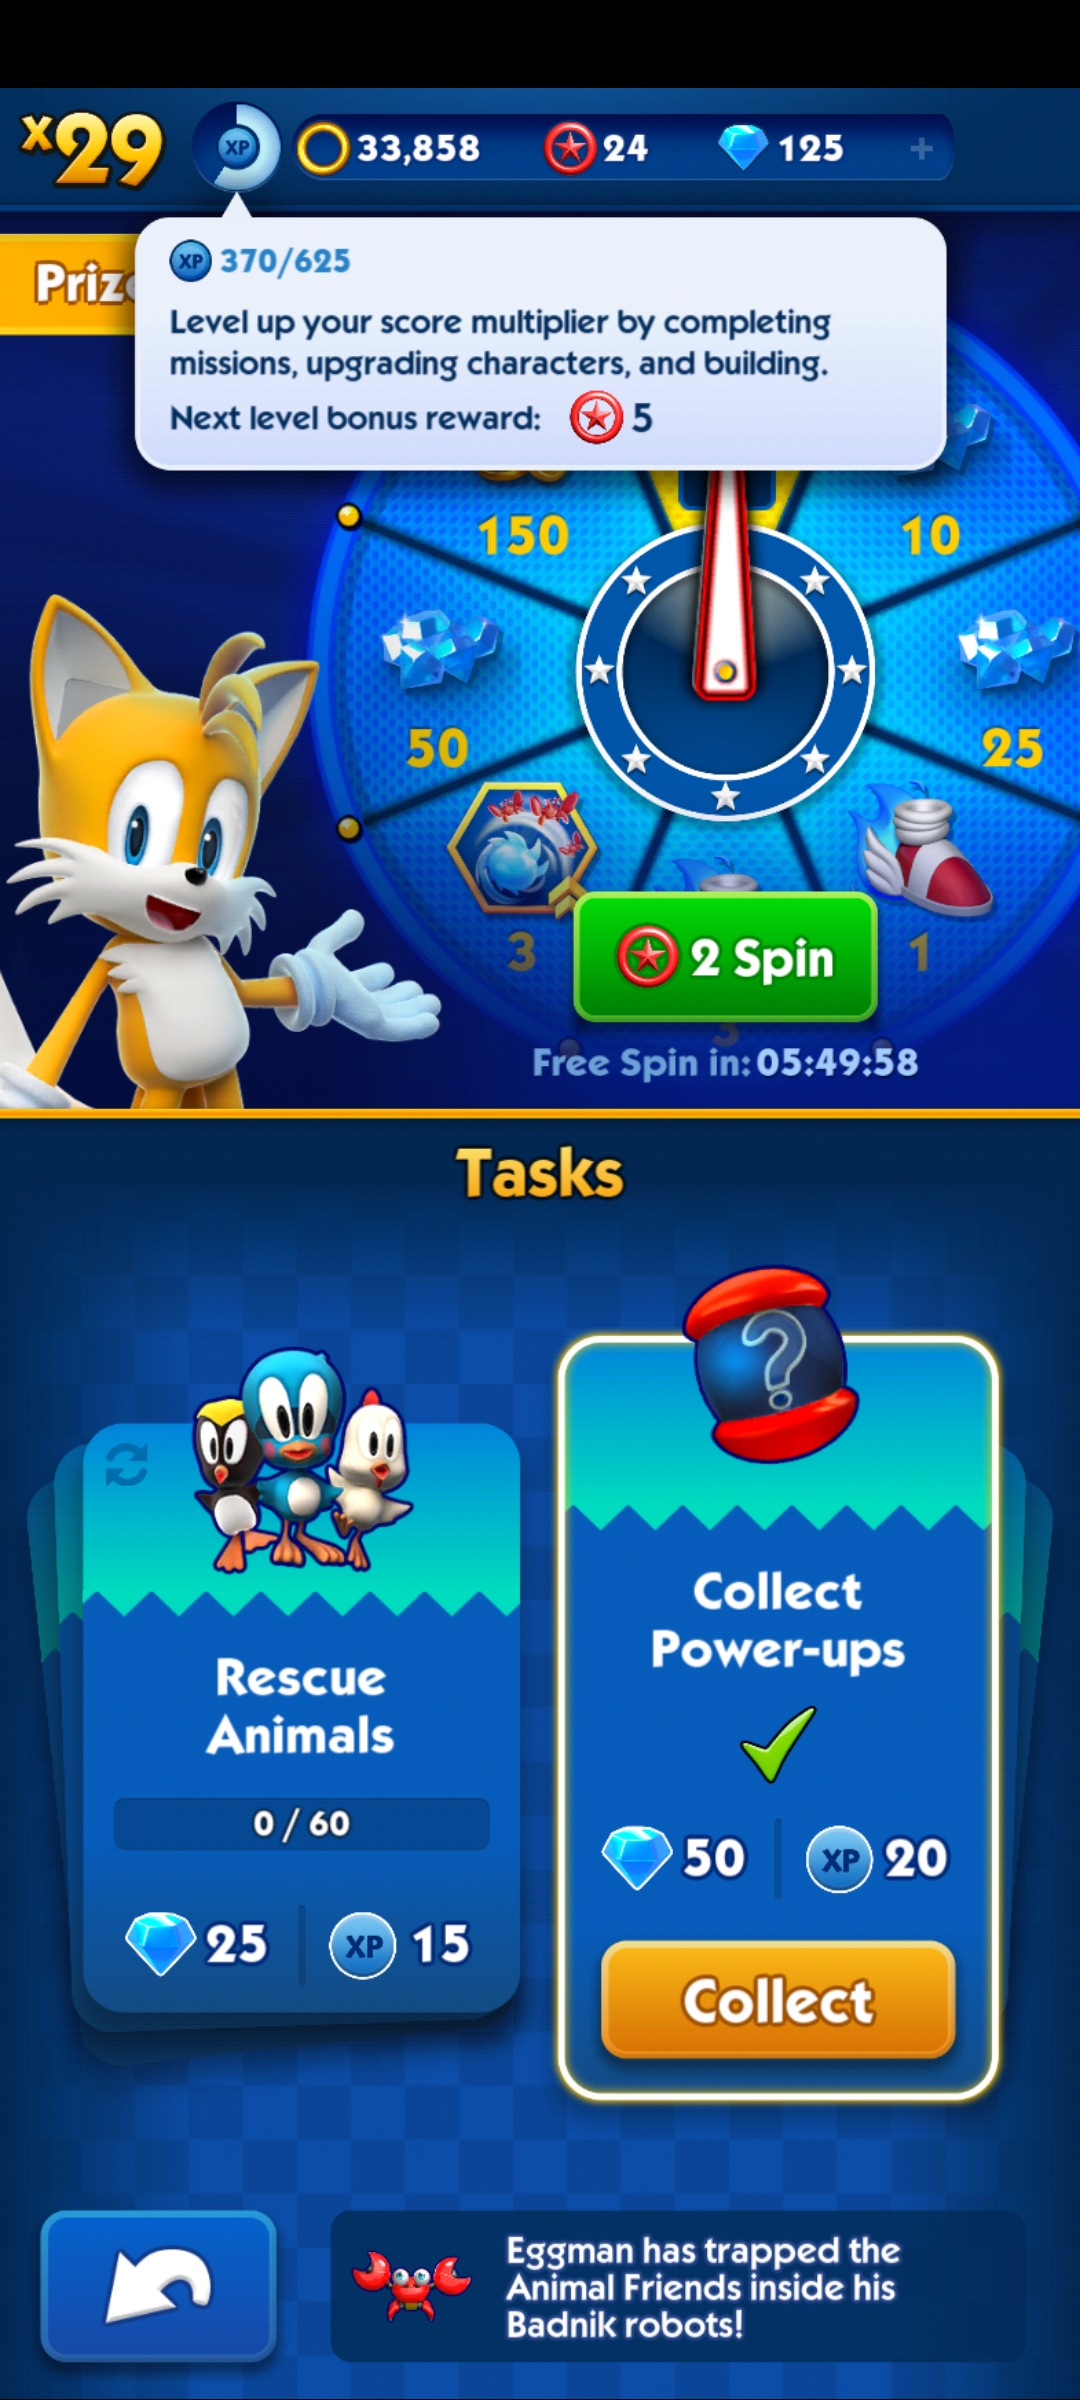 x29
XP
33,858
24
125
+
XP 370/625
Level up your score multiplier by completing
missions, upgrading characters, and building.
Next level bonus reward: 5
150
10
50
25
3
2 Spin
1
3
Free Spin in: 05:49:58
Tasks
?
Collect
Power-ups
50
XP 20
Collect
Rescue
Animals
0 / 60
25
XP 15
Eggman has trapped the
Animal Friends inside his
Badnik robots!